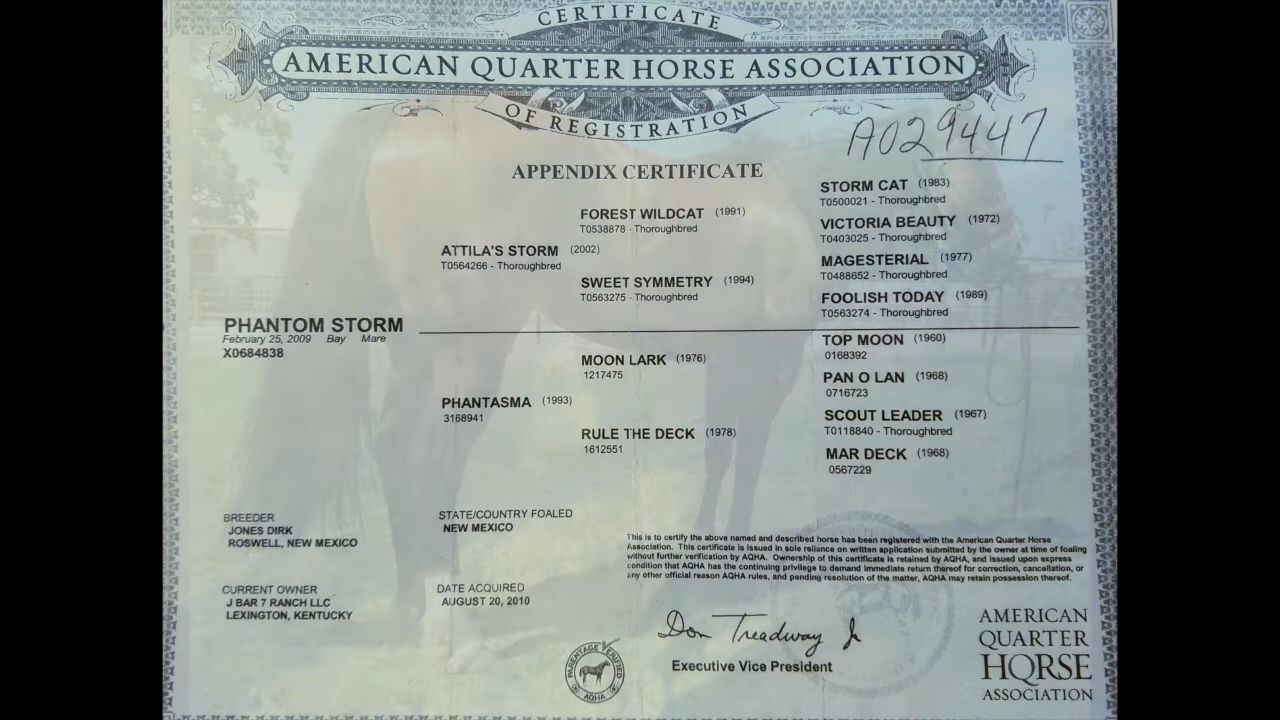 CERTIFICATE
AMERICAN QUARTER HORSE ASSOCIATION
OF REGISTRATION
A029447
APPENDIX CERTIFICATE
STORM CAT (1983)
T0500021 - Thoroughbred
FOREST WILDCAT (1991)
T0538878 - Thoroughbred
VICTORIA BEAUTY (1972)
T0403025 - Thoroughbred
ATTILA'S STORM (2002)
T0564266 - Thoroughbred
MAGESTERIAL (1977)
T0488652 - Thoroughbred
SWEET SYMMETRY (1994)
T0563275 - Thoroughbred
FOOLISH TODAY (1989)
T0563274 - Thoroughbred
PHANTOM STORM
February 25, 2009 Bay Mare
X0684838
TOP MOON (1960)
0168392
MOON LARK (1976)
1217475
PAN O LAN (1968)
0716723
PHANTASMA (1993)
3168941
SCOUT LEADER (1967)
T0118840 - Thoroughbred
RULE THE DECK (1978)
1612551
MAR DECK (1968)
0567229
BREEDER
JONES DIRK
ROSWELL, NEW MEXICO
STATE/COUNTRY FOALED
NEW MEXICO
This is to certify the above named and described horse has been registered with the American Quarter Horse
Association. This certificate is issued in sole reliance on written application submitted by the owner at time of foaling
without further verification by AQHA. Ownership of this certificate is retained by AQHA, and issued upon express
condition that AQHA has the continuing privilege to demand immediate return thereof for correction, cancellation, or
any other official reason AQHA rules, and pending resolution of the matter, AQHA may retain possession thereof.
CURRENT OWNER
J BAR 7 RANCH LLC
LEXINGTON, KENTUCKY
DATE ACQUIRED
AUGUST 20, 2010
Don Treadway Jr
Executive Vice President
PARENTAGE VERIFIED
AQHA
AMERICAN
QUARTER
HORSE
ASSOCIATION